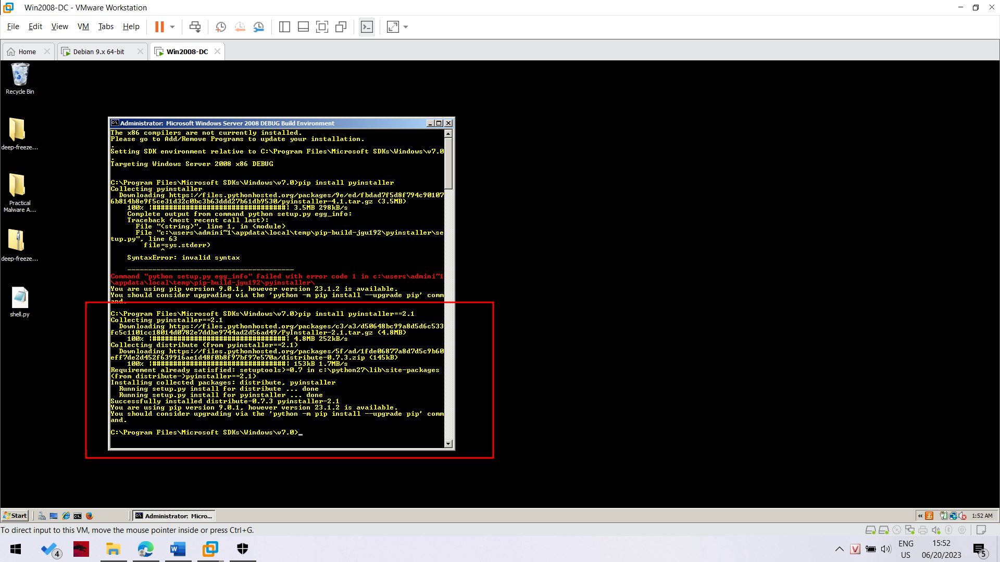 Win2008-DC - VMware Workstation
File Edit View VM Tabs Help
Home Debian 9.x 64-bit Win2008-DC
Recycle Bin
deep-freeze...
Practical
Malware A...
deep-freeze...
shell.py
Administrator: Microsoft Windows Server 2008 DEBUG Build Environment
The x86 compilers are not currently installed.
Please go to Add/Remove Programs to update your installation.
.
Setting SDK environment relative to C:\Program Files\Microsoft SDKs\Windows\v7.0
.
Targeting Windows Server 2008 x86 DEBUG
C:\Program Files\Microsoft SDKs\Windows\v7.0>pip install pyinstaller
Collecting pyinstaller
Downloading https://files.pythonhosted.org/packages/9e/ed/fbdad7f5d8f794c90107
6b814b8e9f5ce31d32c0bc3b63ddd27b61db9530/pyinstaller-4.1.tar.gz (3.5MB)
100% |################################| 3.5MB 298kB/s
Complete output from command python setup.py egg_info:
Traceback (most recent call last):
File "<string>", line 1, in <module>
File "c:\users\admini~1\appdata\local\temp\pip-build-jgu192\pyinstaller\se
tup.py", line 63
file=sys.stderr)
^
SyntaxError: invalid syntax
----------------------------------------
Command "python setup.py egg_info" failed with error code 1 in c:\users\admini~1
\appdata\local\temp\pip-build-jgu192\pyinstaller\
You are using pip version 9.0.1, however version 23.1.2 is available.
You should consider upgrading via the 'python -m pip install --upgrade pip' comm
and.
C:\Program Files\Microsoft SDKs\Windows\v7.0>pip install pyinstaller==2.1
Collecting pyinstaller==2.1
Downloading https://files.pythonhosted.org/packages/c3/a3/d50648bc99a8d5d6c533
fc5c1101cc18014d0782e7ddbe9744ad2d56ad49/PyInstaller-2.1.tar.gz (4.8MB)
100% |################################| 4.8MB 252kB/s
Collecting distribute (from pyinstaller==2.1)
Downloading https://files.pythonhosted.org/packages/5f/ad/1fde06877a8d7d5c9b60
eff7de2d452f639916ae1d48f0b8f97bf97e570a/distribute-0.7.3.zip (145kB)
100% |################################| 153kB 1.7MB/s
Requirement already satisfied: setuptools>=0.7 in c:\python27\lib\site-packages
(from distribute->pyinstaller==2.1)
Installing collected packages: distribute, pyinstaller
Running setup.py install for distribute ... done
Running setup.py install for pyinstaller ... done
Successfully installed distribute-0.7.3 pyinstaller-2.1
You are using pip version 9.0.1, however version 23.1.2 is available.
You should consider upgrading via the 'python -m pip install --upgrade pip' comm
and.
C:\Program Files\Microsoft SDKs\Windows\v7.0>_
Start Administrator: Micro... « 1:52 AM
To direct input to this VM, move the mouse pointer inside or press Ctrl+G.
4 W V ENG 15:52
US 06/20/2023 5